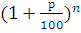 (1 + p/100)ⁿ